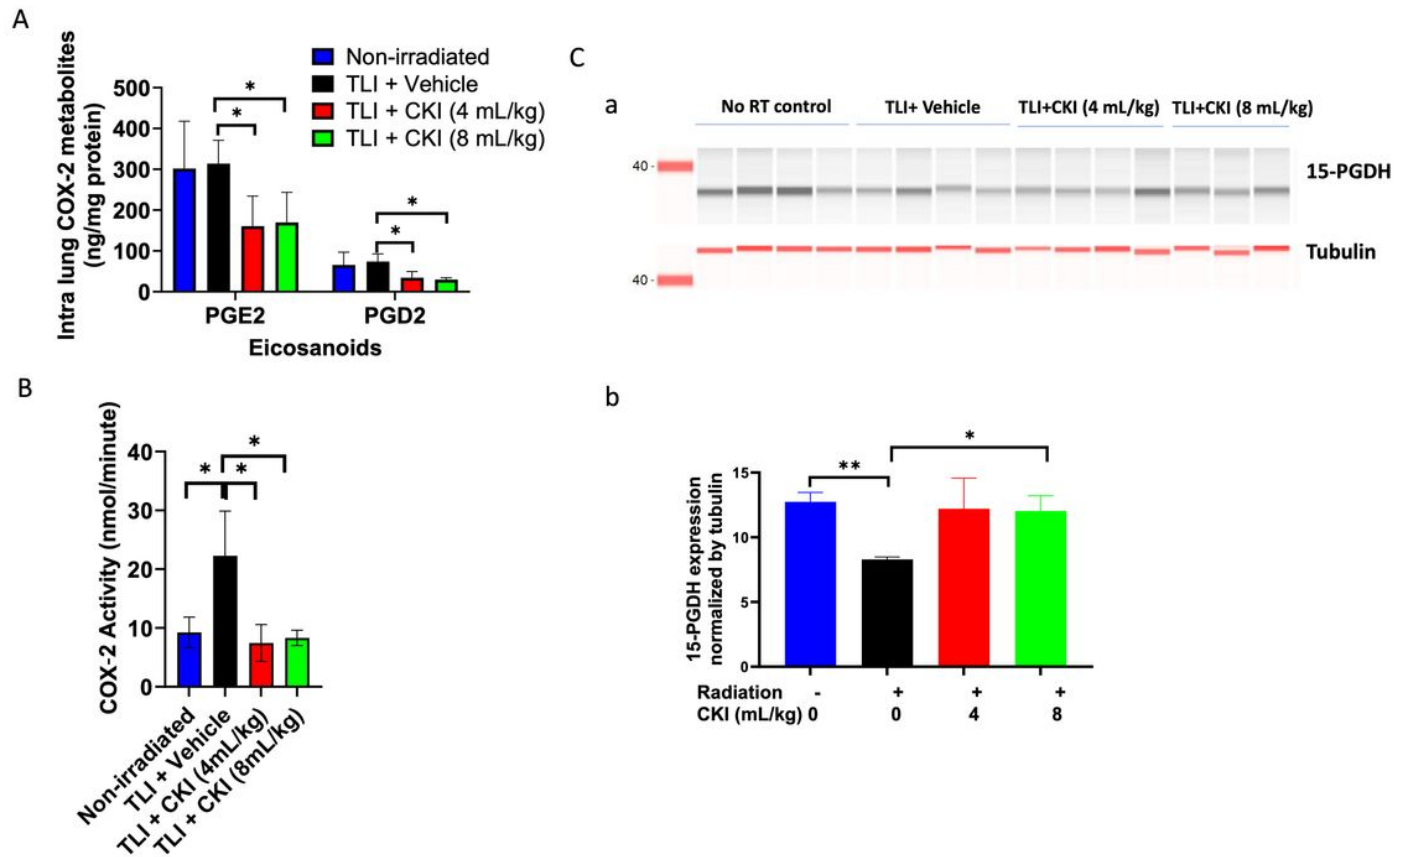 A
Intra lung COX-2 metabolites
(ng/mg protein)
500
400
300
200
100
0
Non-irradiated
TLI + Vehicle
TLI + CKI (4 mL/kg)
TLI + CKI (8 mL/kg)
*
*
*
*
PGE2 PGD2
Eicosanoids
B
COX-2 Activity (nmol/minute)
40
30
20
10
0
*
* *
Non-irradiated
TLI + Vehicle
TLI + CKI (4mL/kg)
TLI + CKI (8mL/kg)
C
a
No RT control TLI+ Vehicle TLI+CKI (4 mL/kg) TLI+CKI (8 mL/kg)
40 -
15-PGDH
Tubulin
40 -
b
15-PGDH expression
normalized by tubulin
15
10
5
0
*
**
Radiation - + + +
CKI (mL/kg) 0 0 4 8